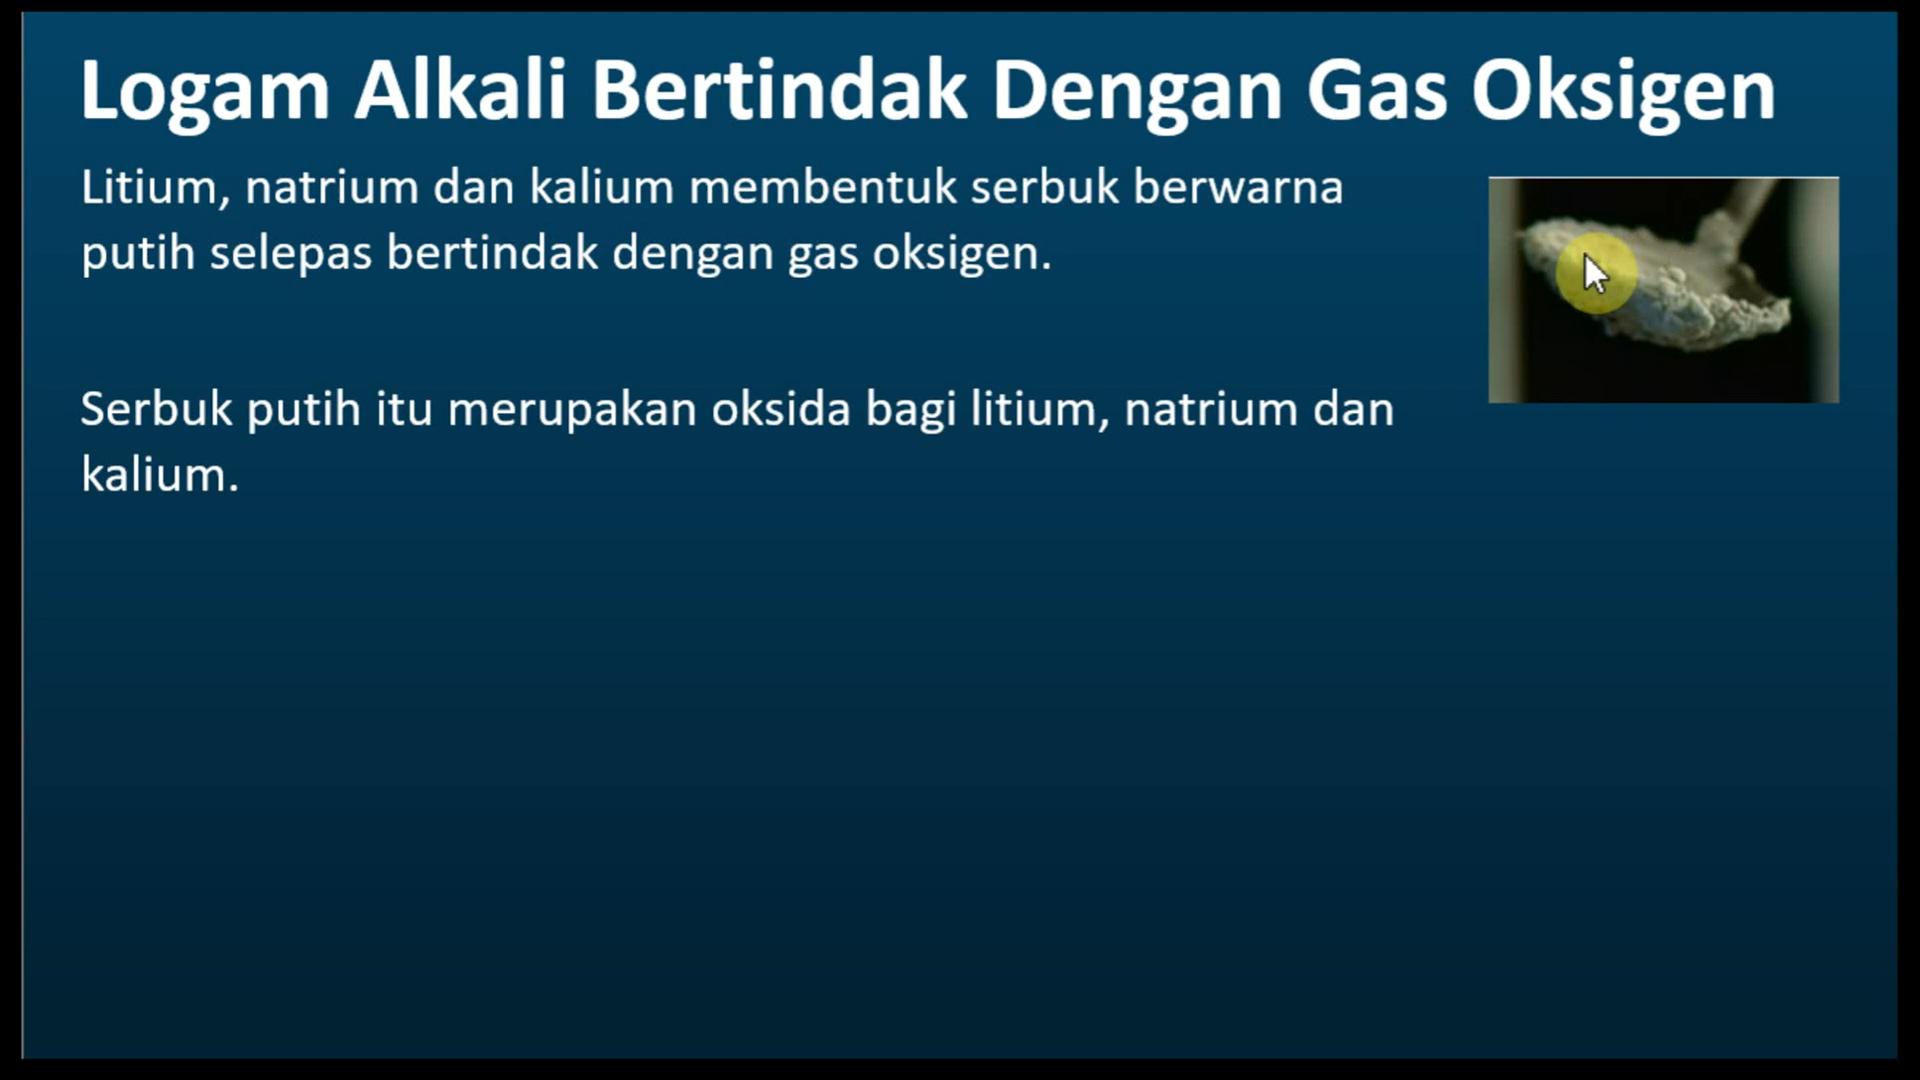 Logam Alkali Bertindak Dengan Gas Oksigen
Litium, natrium dan kalium membentuk serbuk berwarna
putih selepas bertindak dengan gas oksigen.
Serbuk putih itu merupakan oksida bagi litium, natrium dan
kalium.